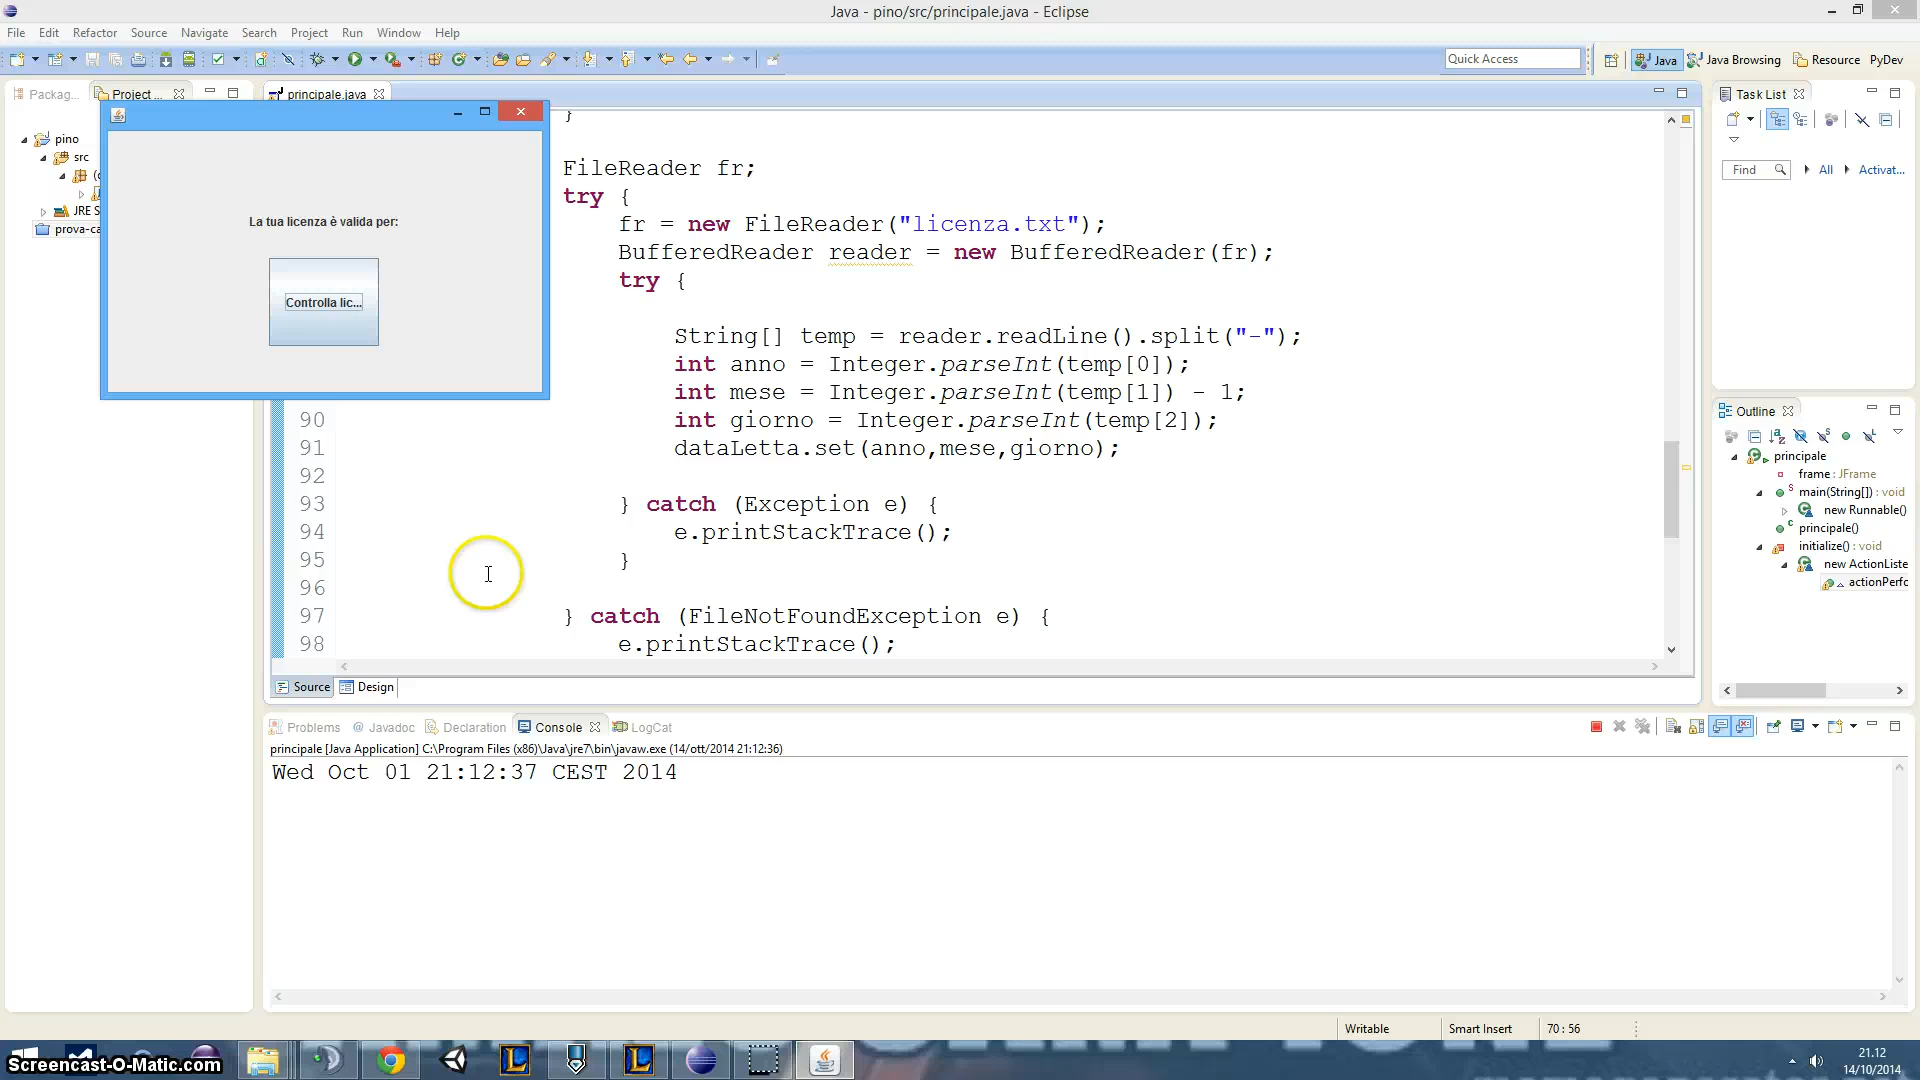 Java - pino/src/principale.java - Eclipse
File Edit Refactor Source Navigate Search Project Run Window Help
Quick Access
Java
Java Browsing
Resource
PyDev
Packag...
Project ...
pino
src
JRE S
prova-ca
La tua licenza è valida per:
Controlla lic...
principale.java
}
FileReader fr;
try {
fr = new FileReader("licenza.txt");
BufferedReader reader = new BufferedReader(fr);
try {
String[] temp = reader.readLine().split("-");
int anno = Integer.parseInt(temp[0]);
int mese = Integer.parseInt(temp[1]) - 1;
90 int giorno = Integer.parseInt(temp[2]);
91 dataLetta.set(anno,mese,giorno);
92
93 } catch (Exception e) {
94 e.printStackTrace();
95 }
96
97 } catch (FileNotFoundException e) {
98 e.printStackTrace();
Source
Design
Task List
Find
All
Activat...
Outline
principale
frame : JFrame
main(String[]) : void
new Runnable()
principale()
initialize() : void
new ActionListe
actionPerfo
Problems
@ Javadoc
Declaration
Console
LogCat
principale [Java Application] C:\Program Files (x86)\Java\jre7\bin\javaw.exe (14/ott/2014 21:12:36)
Wed Oct 01 21:12:37 CEST 2014
Writable
Smart Insert
70 : 56
Screencast-O-Matic.com
21.12
14/10/2014